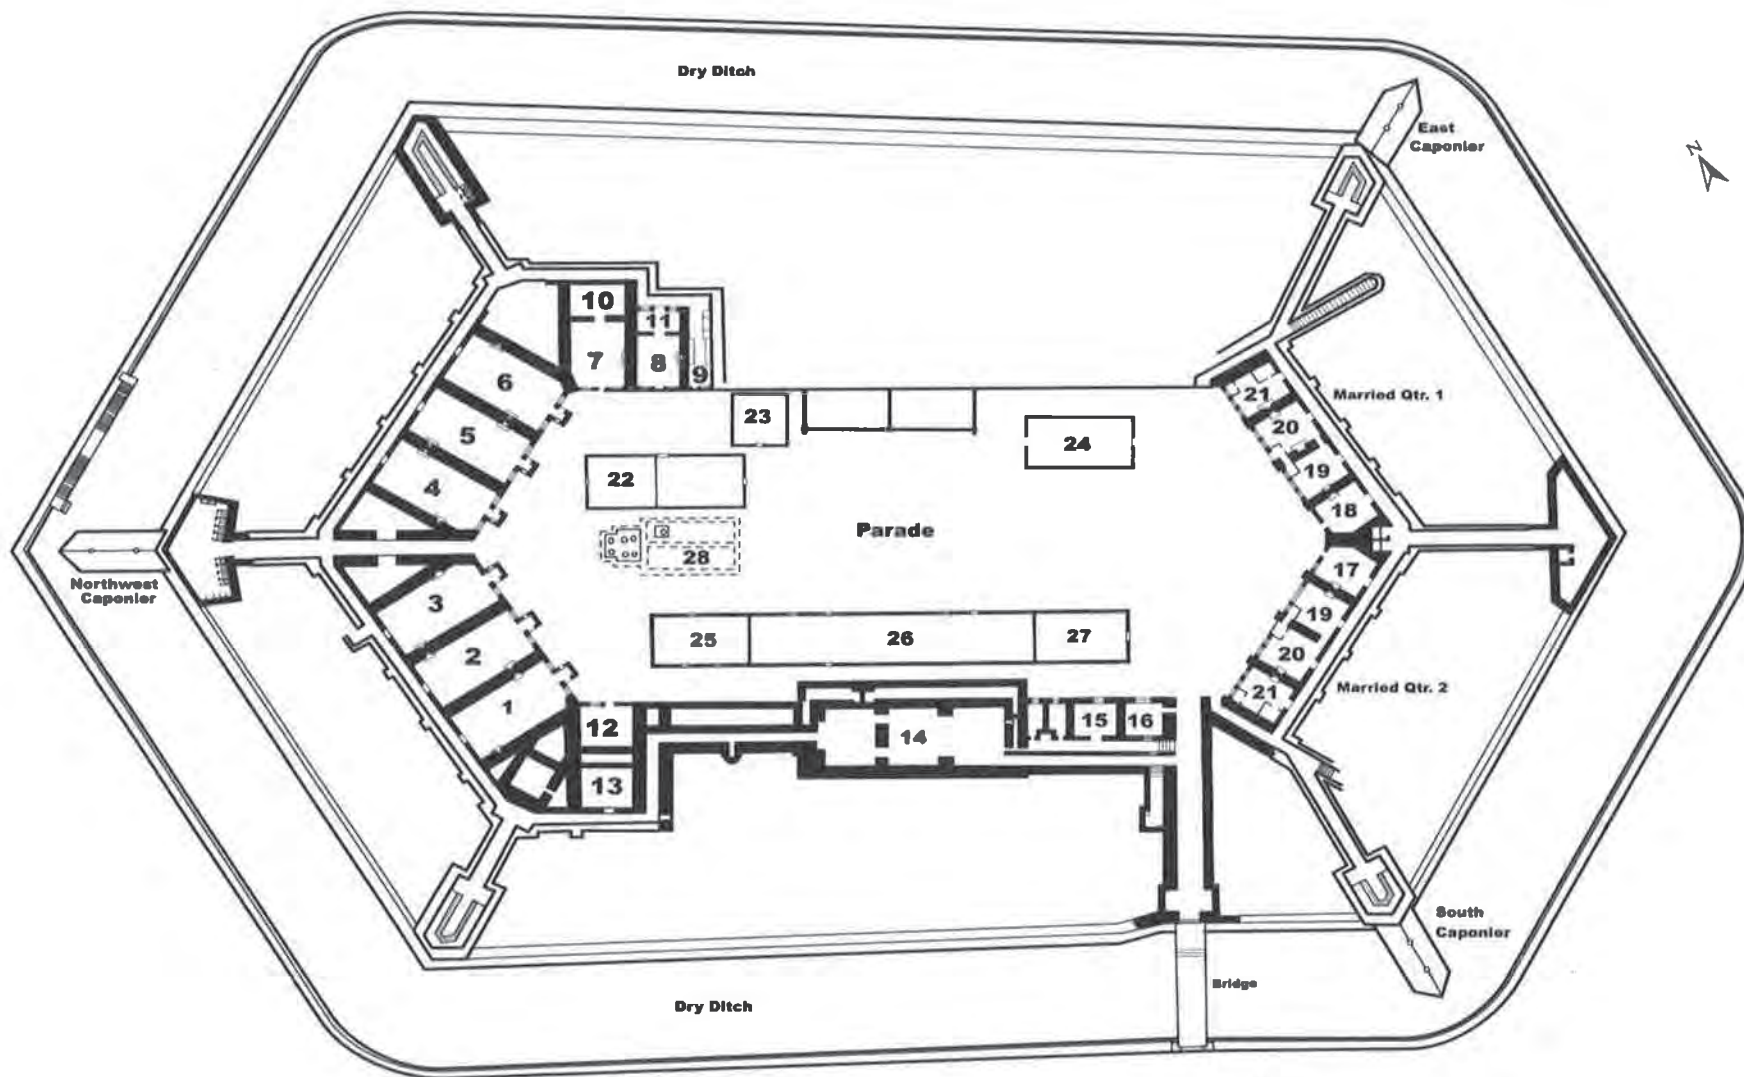 Dry Ditch
East
Caponier
N
10
11
7
8
9
6
5
4
23
24
22
Parade
28
21
Married Qtr. 1
20
19
18
17
19
20
21
Married Qtr. 2
Northwest
Caponier
3
2
1
25
26
27
12
13
14
15
16
South
Caponier
Bridge
Dry Ditch